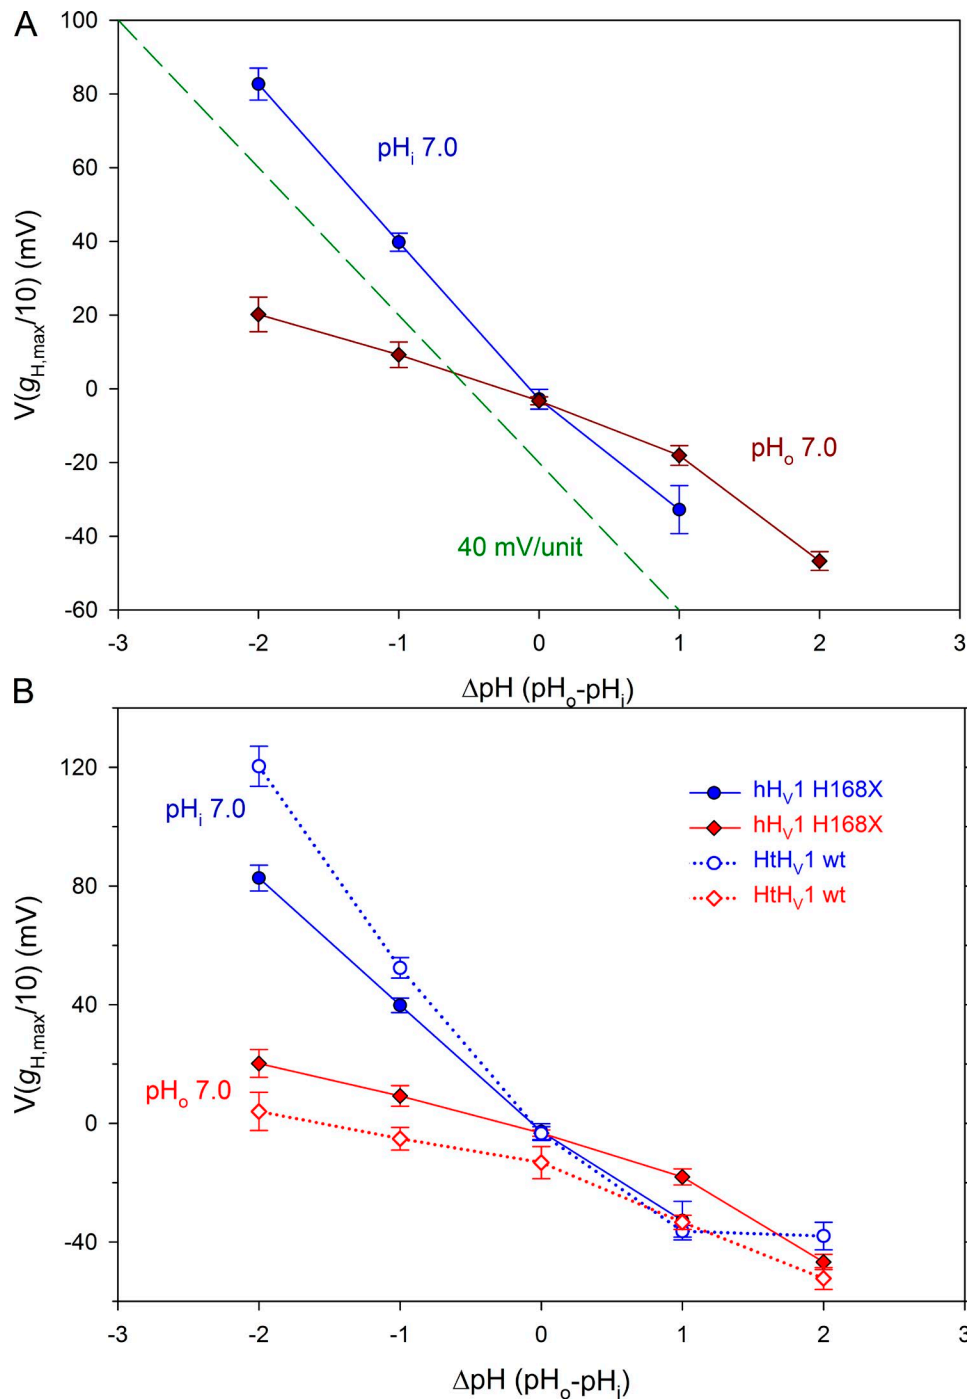 A
100
80
60
40
20
0
-20
-40
-60
V(gH,max/10) (mV)
pHi 7.0
pHo 7.0
40 mV/unit
-3 -2 -1 0 1 2 3
ΔpH (pHo-pHi)
B
120
80
40
0
-40
V(gH,max/10) (mV)
pHi 7.0
pHo 7.0
hHV1 H168X
hHV1 H168X
HtHV1 wt
HtHV1 wt
-3 -2 -1 0 1 2 3
ΔpH (pHo-pHi)